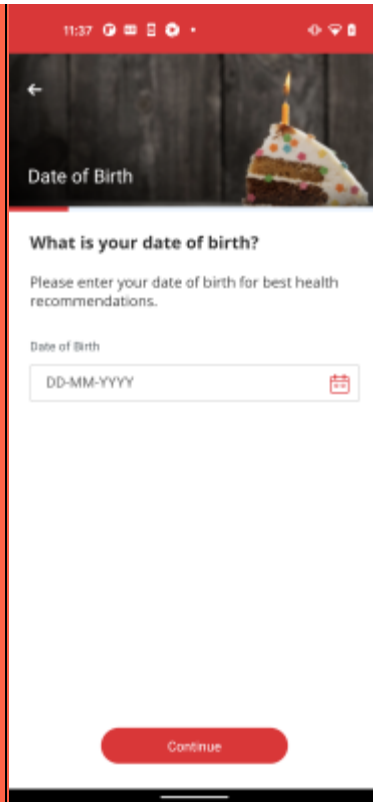 11:37
Date of Birth
What is your date of birth?
Please enter your date of birth for best health
recommendations.
Date of Birth
DD-MM-YYYY
Continue